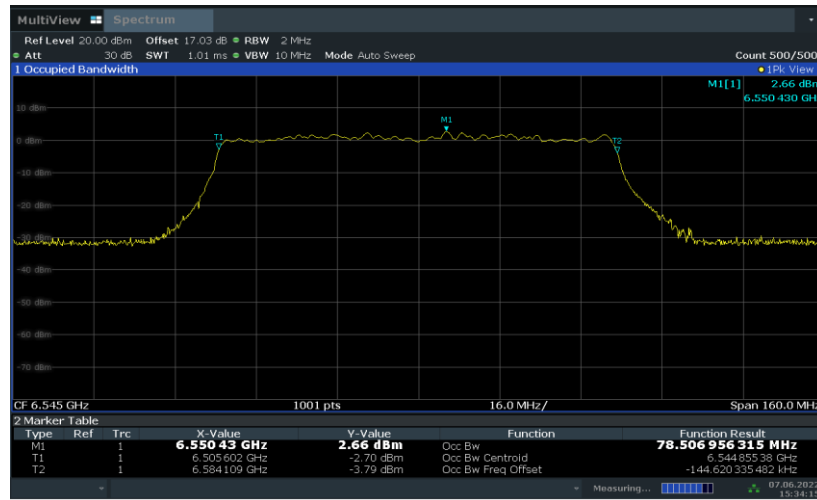 MultiView Spectrum
Ref Level 20.00 dBm Offset 17.03 dB RBW 2 MHz
Att 30 dB SWT 1.01 ms VBW 10 MHz Mode Auto Sweep Count 500/500
1 Occupied Bandwidth 1Pk View
M1[1] 2.66 dBm
6.550 430 GH
10 dBm
M1
0 dBm
T1
T2
-10 dBm
-20 dBm
-30 dBm
-40 dBm
-50 dBm
-60 dBm
-70 dBm
CF 6.545 GHz 1001 pts 16.0 MHz/ Span 160.0 MHz
2 Marker Table
Type Ref Trc X-Value Y-Value Function Function Result
M1 1 6.550 43 GHz 2.66 dBm Occ Bw 78.506 956 315 MHz
T1 1 6.505 602 GHz -2.70 dBm Occ Bw Centroid 6.544 855 38 GHz
T2 1 6.584 109 GHz -3.79 dBm Occ Bw Freq Offset -144.620 335 482 kHz
Measuring... 07.06.2022
15:34:15